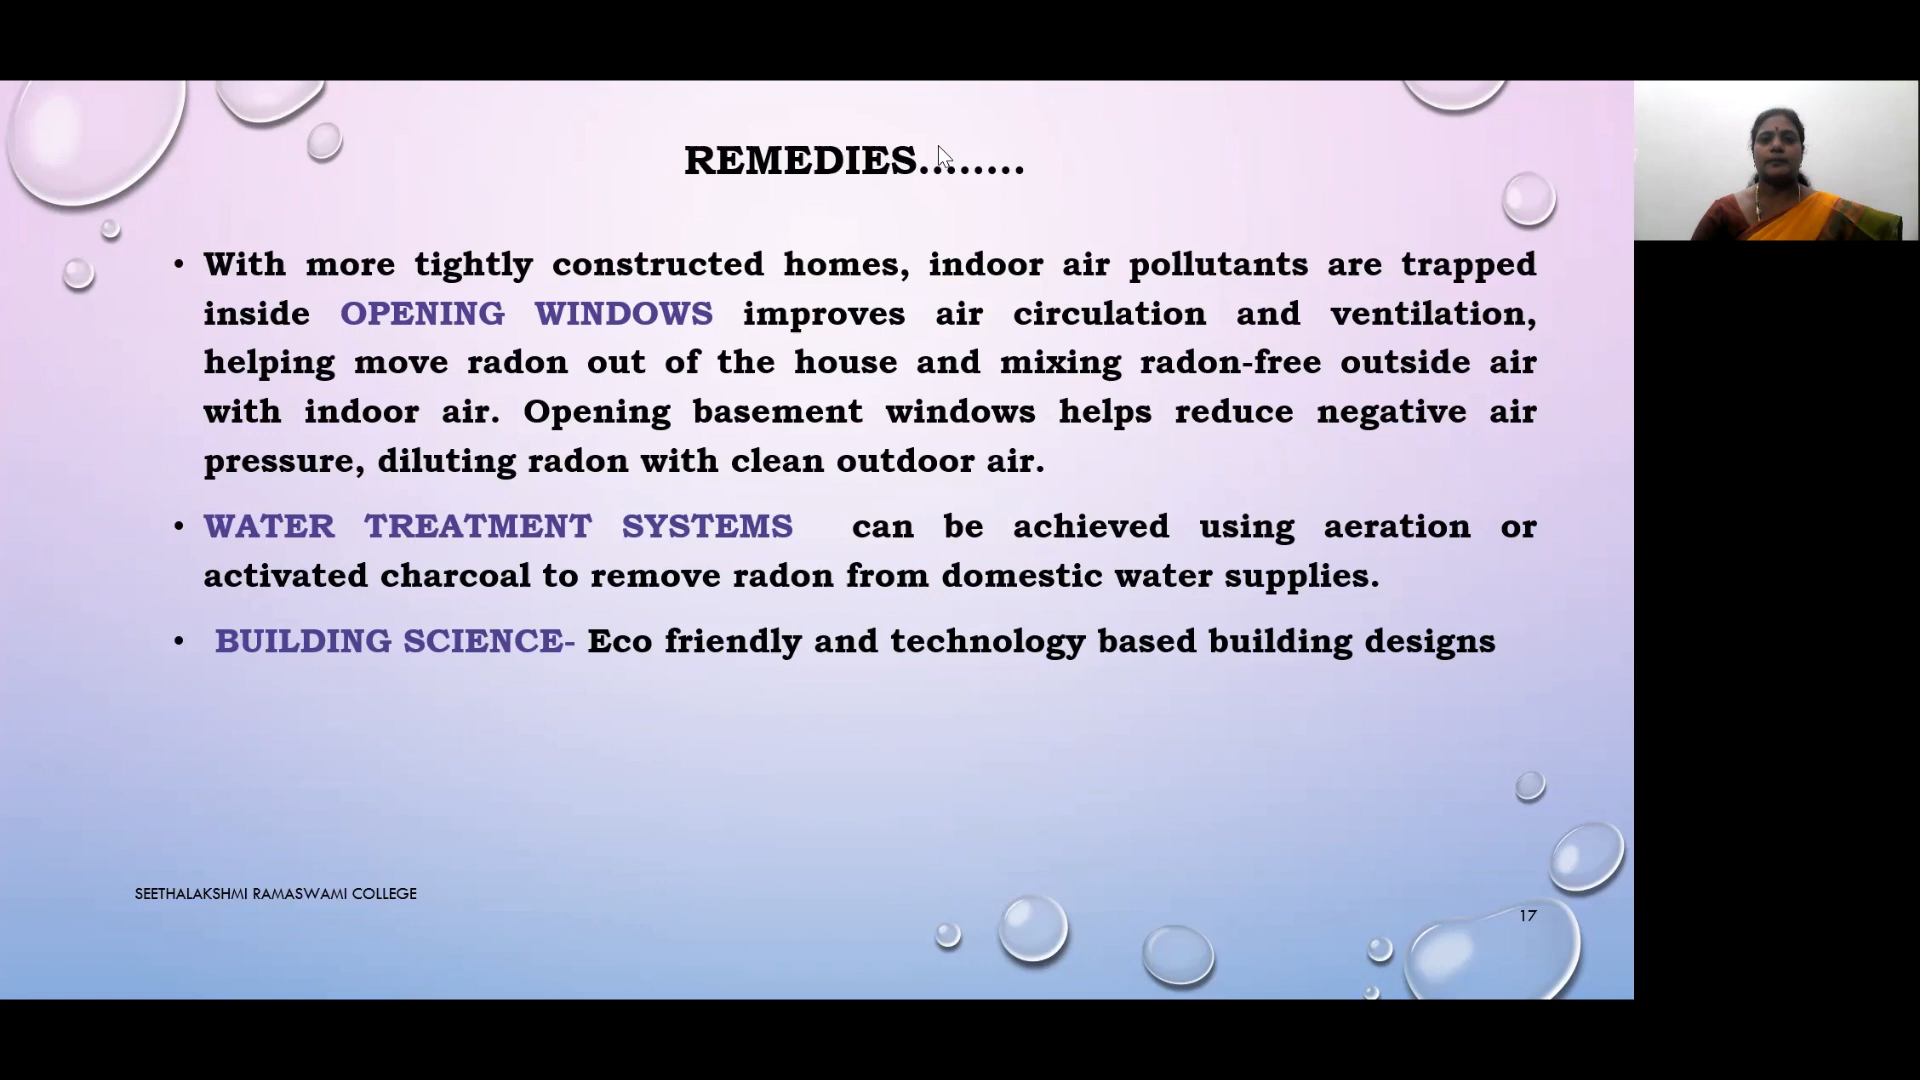 REMEDIES........
• With more tightly constructed homes, indoor air pollutants are trapped
inside OPENING WINDOWS improves air circulation and ventilation,
helping move radon out of the house and mixing radon-free outside air
with indoor air. Opening basement windows helps reduce negative air
pressure, diluting radon with clean outdoor air.
• WATER TREATMENT SYSTEMS can be achieved using aeration or
activated charcoal to remove radon from domestic water supplies.
• BUILDING SCIENCE- Eco friendly and technology based building designs
SEETHALAKSHMI RAMASWAMI COLLEGE
17